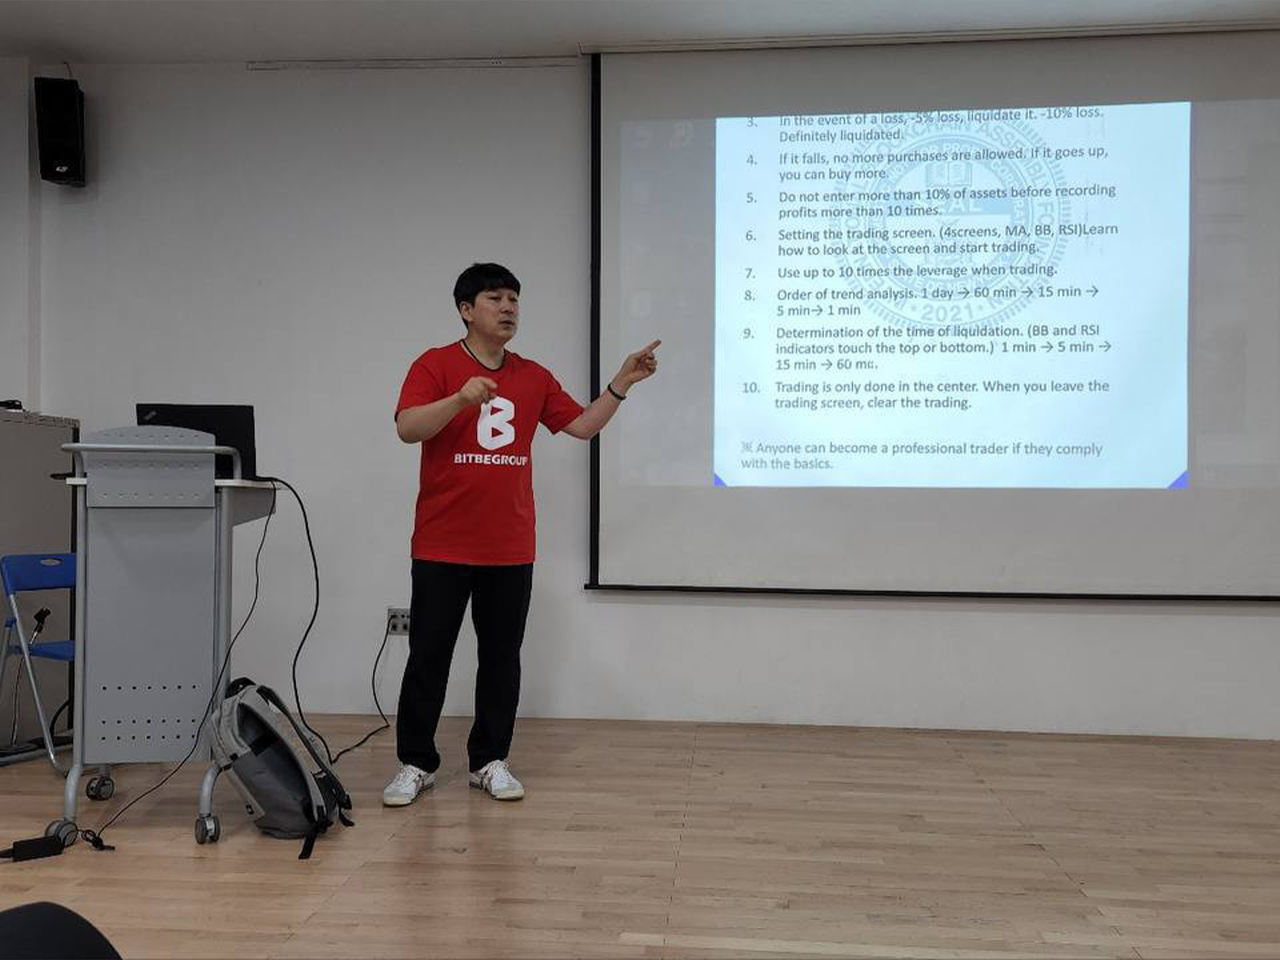 3. In the event of a loss, -5% loss, liquidate it. -10% loss.
Definitely liquidated.
4. If it falls, no more purchases are allowed. If it goes up,
you can buy more.
5. Do not enter more than 10% of assets before recording
profits more than 10 times.
6. Setting the trading screen. (4screens, MA, BB, RSI)Learn
how to look at the screen and start trading.
7. Use up to 10 times the leverage when trading.
8. Order of trend analysis. 1 day → 60 min → 15 min →
5 min→ 1 min
9. Determination of the time of liquidation. (BB and RSI
indicators touch the top or bottom.) 1 min → 5 min →
15 min → 60
10. Trading is only done in the center. When you leave the
trading screen, clear the trading.
※ Anyone can become a professional trader if they comply
with the basics.
SEAL
2021
B
BITBEGROUP